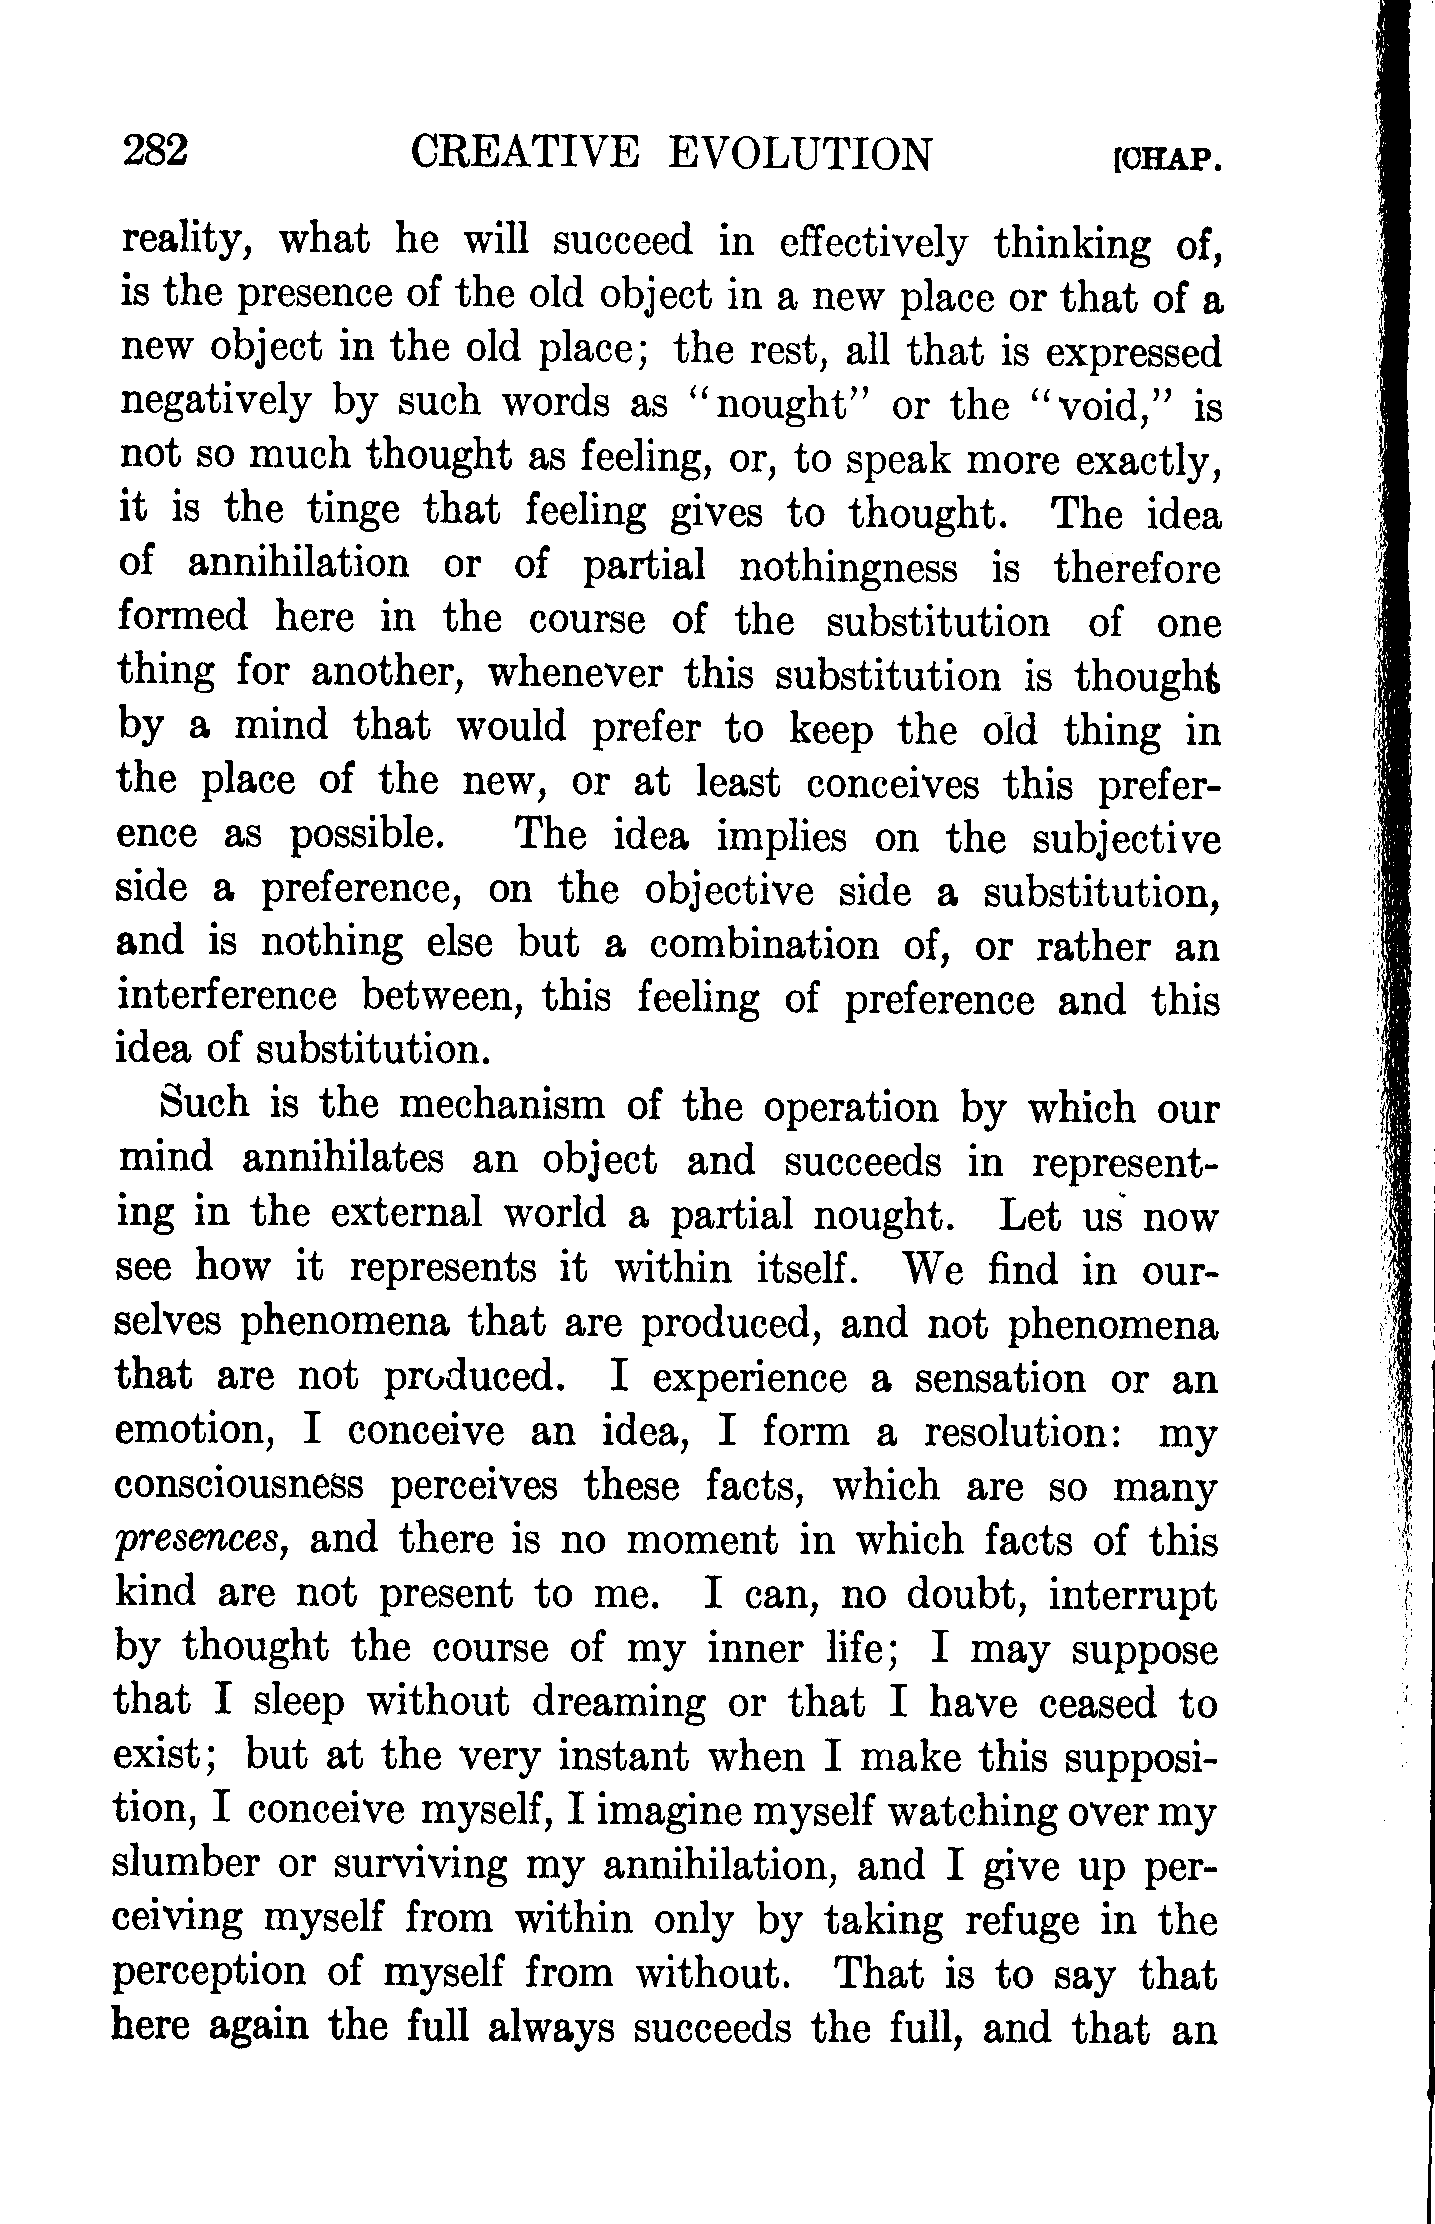 282 CREATIVE EVOLUTION [CHAP.
reality, what he will succeed in effectively thinking of,
is the presence of the old object in a new place or that of a
new object in the old place; the rest, all that is expressed
negatively by such words as "nought" or the "void," is
not so much thought as feeling, or, to speak more exactly,
it is the tinge that feeling gives to thought. The idea
of annihilation or of partial nothingness is therefore
formed here in the course of the substitution of one
thing for another, whenever this substitution is thought
by a mind that would prefer to keep the old thing in
the place of the new, or at least conceives this prefer-
ence as possible. The idea implies on the subjective
side a preference, on the objective side a substitution,
and is nothing else but a combination of, or rather an
interference between, this feeling of preference and this
idea of substitution.
Such is the mechanism of the operation by which our
mind annihilates an object and succeeds in represent-
ing in the external world a partial nought. Let us now
see how it represents it within itself. We find in our-
selves phenomena that are produced, and not phenomena
that are not produced. I experience a sensation or an
emotion, I conceive an idea, I form a resolution: my
consciousness perceives these facts, which are so many
presences, and there is no moment in which facts of this
kind are not present to me. I can, no doubt, interrupt
by thought the course of my inner life; I may suppose
that I sleep without dreaming or that I have ceased to
exist; but at the very instant when I make this supposi-
tion, I conceive myself, I imagine myself watching over my
slumber or surviving my annihilation, and I give up per-
ceiving myself from within only by taking refuge in the
perception of myself from without. That is to say that
here again the full always succeeds the full, and that an